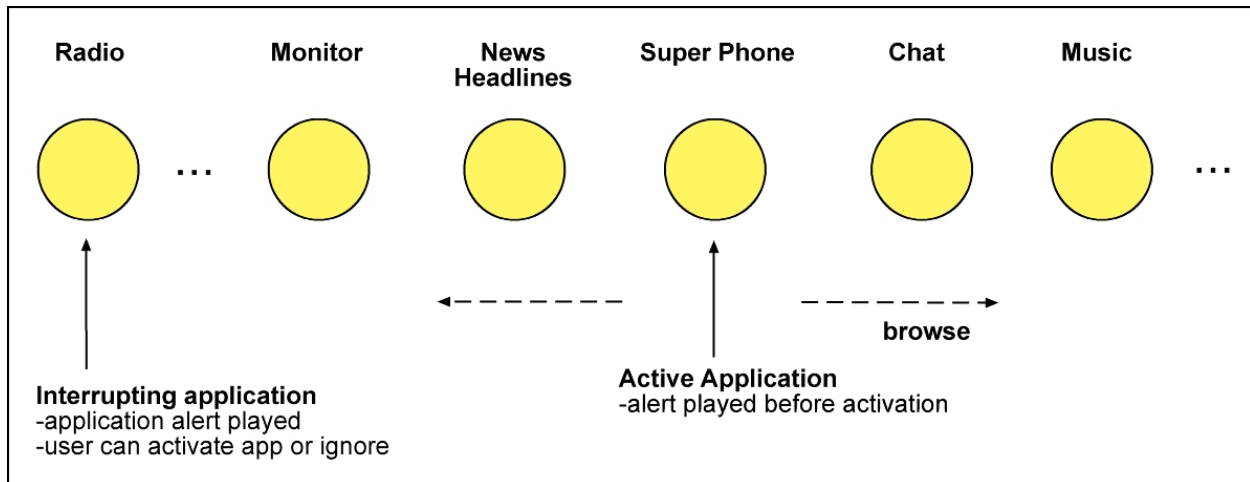 Radio
Monitor
News
Headlines
Super Phone
Chat
Music
...
...
browse
Interrupting application
-application alert played
-user can activate app or ignore
Active Application
-alert played before activation